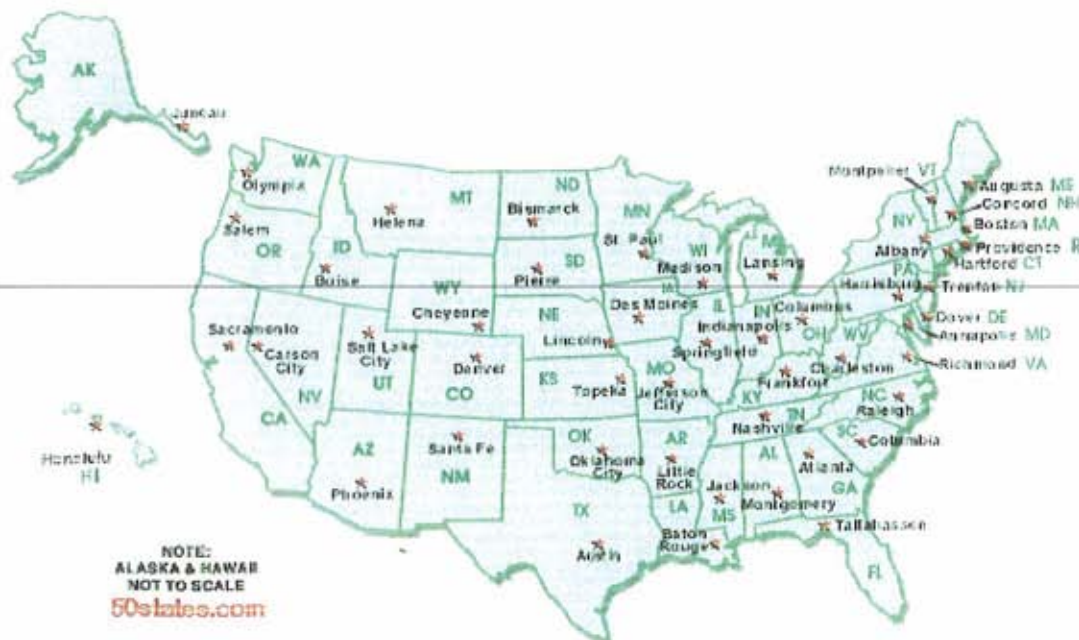 AK
Juneau
WA
Olympia
MT
Helena
ND
Bismarck
MN
St. Paul
Montpelier VT
Augusta ME
Concord NH
Boston MA
Providence R
Hartford CT
NY
Albany
Salem
OR
ID
Boise
SD
Pierre
WI
Madison
MI
Lansing
PA
Harrisburg
Trenton NJ
Dover DE
Annapolis MD
Richmond VA
WY
Cheyenne
NE
Lincoln
IA
Des Moines
IL
Springfield
IN
Indianapolis
Columbus
OH
WV
Charleston
Sacramento
CA
Carson
City
NV
Salt Lake
City
UT
Denver
CO
KS
Topeka
MO
Jefferson
City
KY
Frankfort
NC
Raleigh
TN
Nashville
SC
Columbia
Honolulu
HI
AZ
Phoenix
Santa Fe
NM
OK
Oklahoma
City
AR
Little
Rock
TX
Austin
LA
Baton
Rouge
Jackson
MS
AL
Montgomery
Atlanta
GA
Tallahassee
FL
NOTE:
ALASKA & HAWAII
NOT TO SCALE
50states.com